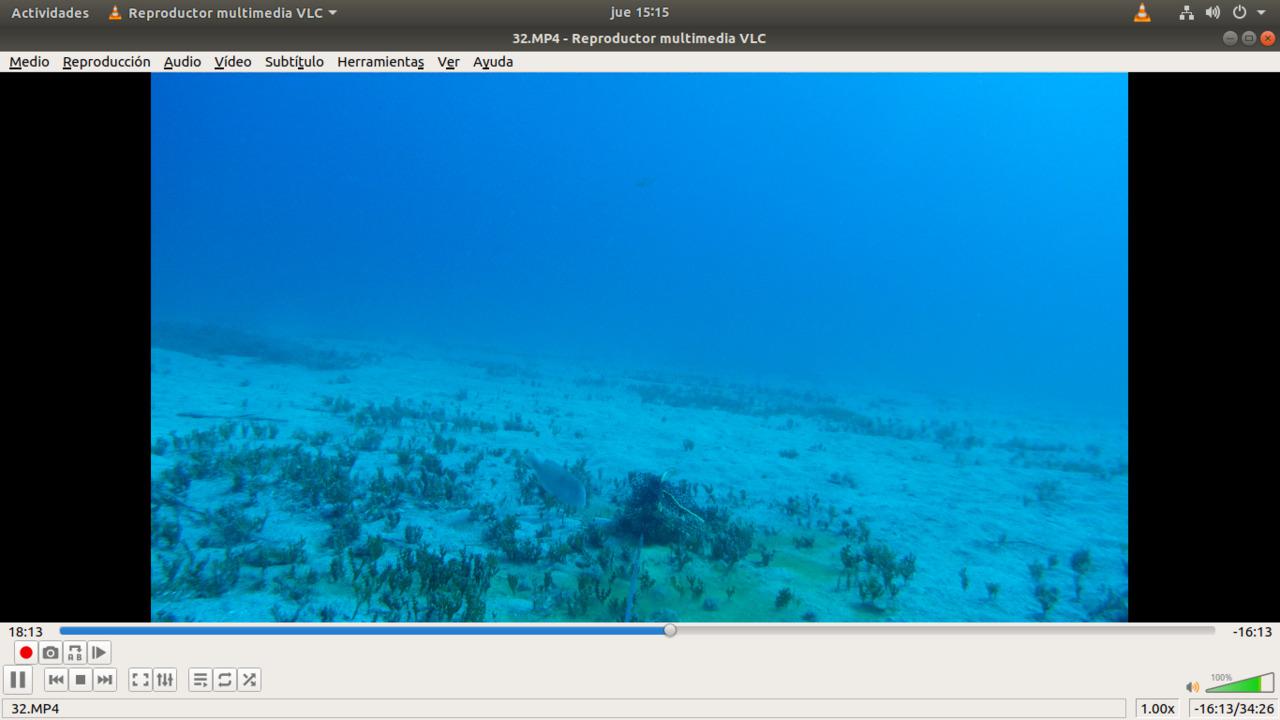 Actividades Reproductor multimedia VLC jue 15:15
32.MP4 - Reproductor multimedia VLC
Medio Reproducción Audio Vídeo Subtítulo Herramientas Ver Ayuda
18:13 -16:13
A B
100%
32.MP4 1.00x -16:13/34:26